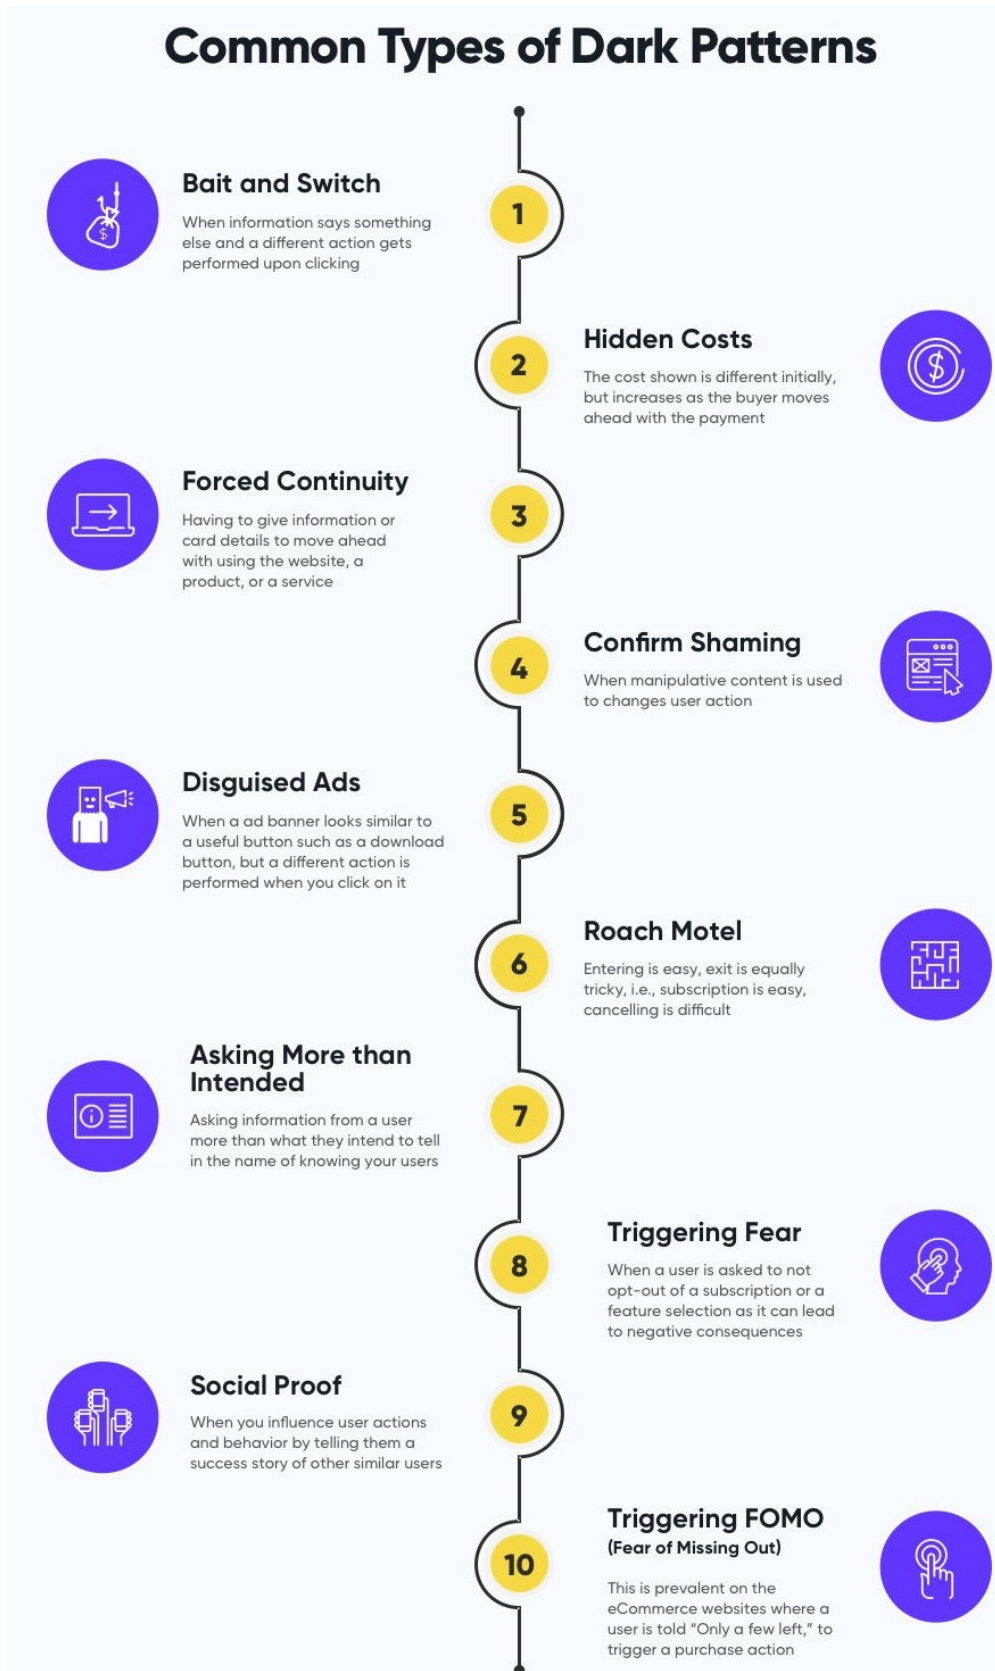 Common Types of Dark Patterns
Bait and Switch
When information says something
else and a different action gets
performed upon clicking
1
2
Hidden Costs
The cost shown is different initially,
but increases as the buyer moves
ahead with the payment
Forced Continuity
Having to give information or
card details to move ahead
with using the website, a
product, or a service
3
4
Confirm Shaming
When manipulative content is used
to changes user action
Disguised Ads
When a ad banner looks similar to
a useful button such as a download
button, but a different action is
performed when you click on it
5
6
Roach Motel
Entering is easy, exit is equally
tricky, i.e., subscription is easy,
cancelling is difficult
Asking More than
Intended
Asking information from a user
more than what they intend to tell
in the name of knowing your users
7
8
Triggering Fear
When a user is asked to not
opt-out of a subscription or a
feature selection as it can lead
to negative consequences
Social Proof
When you influence user actions
and behavior by telling them a
success story of other similar users
9
10
Triggering FOMO
(Fear of Missing Out)
This is prevalent on the
eCommerce websites where a
user is told “Only a few left,” to
trigger a purchase action